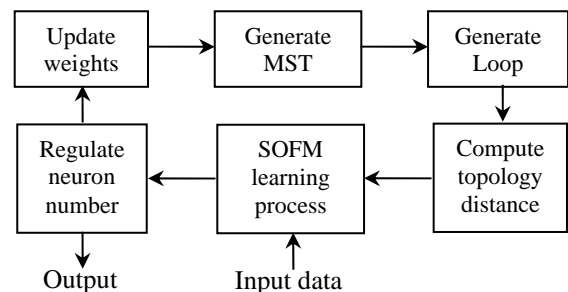 Update
weights
Generate
MST
Generate
Loop
Regulate
neuron
number
SOFM
learning
process
Compute
topology
distance
Output
Input data